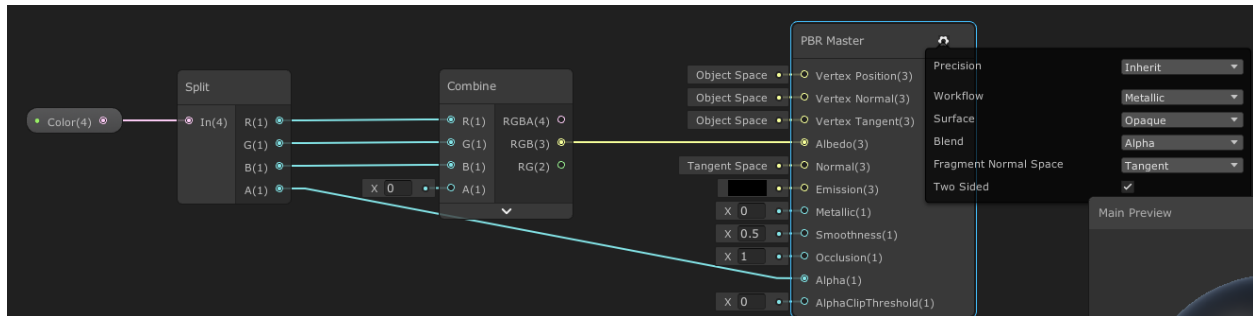 Color(4)
Split
In(4)
R(1)
G(1)
B(1)
A(1)
X 0
Combine
R(1) RGBA(4)
G(1) RGB(3)
B(1) RG(2)
A(1)
PBR Master
Object Space Vertex Position(3)
Object Space Vertex Normal(3)
Object Space Vertex Tangent(3)
Albedo(3)
Tangent Space Normal(3)
Emission(3)
X 0 Metallic(1)
X 0.5 Smoothness(1)
X 1 Occlusion(1)
Alpha(1)
X 0 AlphaClipThreshold(1)
Precision Inherit
Workflow Metallic
Surface Opaque
Blend Alpha
Fragment Normal Space Tangent
Two Sided
Main Preview